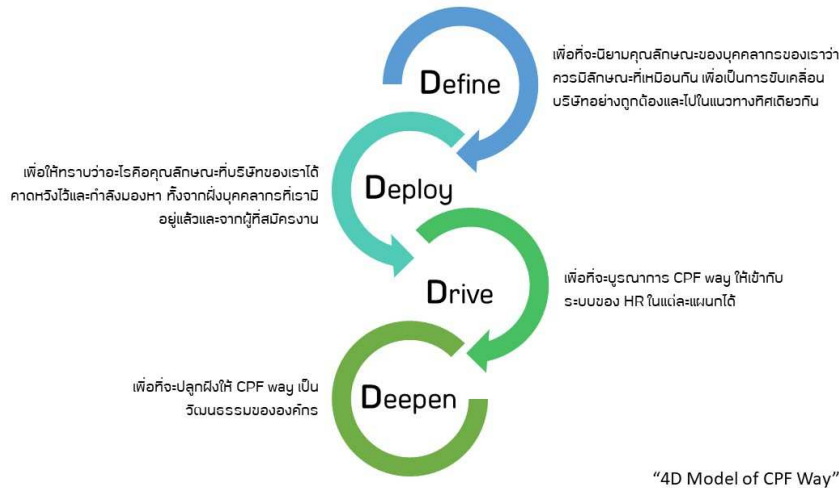 Define
เพื่อที่จะนิยามคุณลักษณะของบุคคลากรของเราว่า
ควรมีลักษณะที่เหมือนกัน เพื่อเป็นการขับเคลื่อน
บริษัทอย่างถูกต้องและไปในแนวทางทิศเดียวกัน
Deploy
เพื่อให้ทราบว่าอะไรคือคุณลักษณะที่บริษัทของเราได้
คาดหวังไว้และกำลังมองหา ทั้งจากฝั่งบุคคลากรที่เรามี
อยู่แล้วและจากผู้ที่สมัครงาน
Drive
เพื่อที่จะบูรณาการ CPF way ให้เข้ากับ
ระบบของ HR ในแต่ละแผนกได้
Deepen
เพื่อที่จะปลูกฝังให้ CPF way เป็น
วัฒนธรรมขององค์กร
“4D Model of CPF Way”